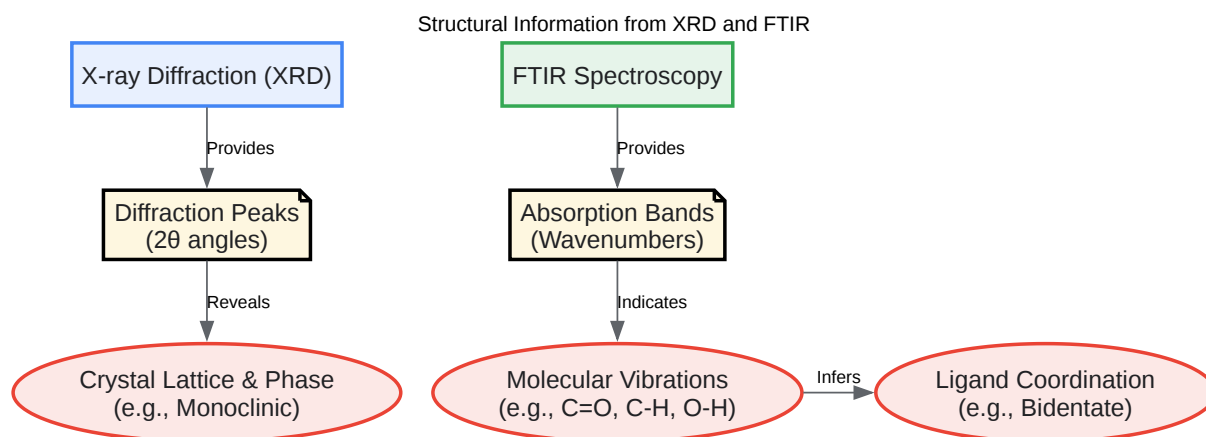 Structural Information from XRD and FTIR
X-ray Diffraction (XRD)
FTIR Spectroscopy
Provides
Provides
Diffraction Peaks
(2θ angles)
Absorption Bands
(Wavenumbers)
Reveals
Indicates
Crystal Lattice & Phase
(e.g., Monoclinic)
Molecular Vibrations
(e.g., C=O, C-H, O-H)
Infers
Ligand Coordination
(e.g., Bidentate)